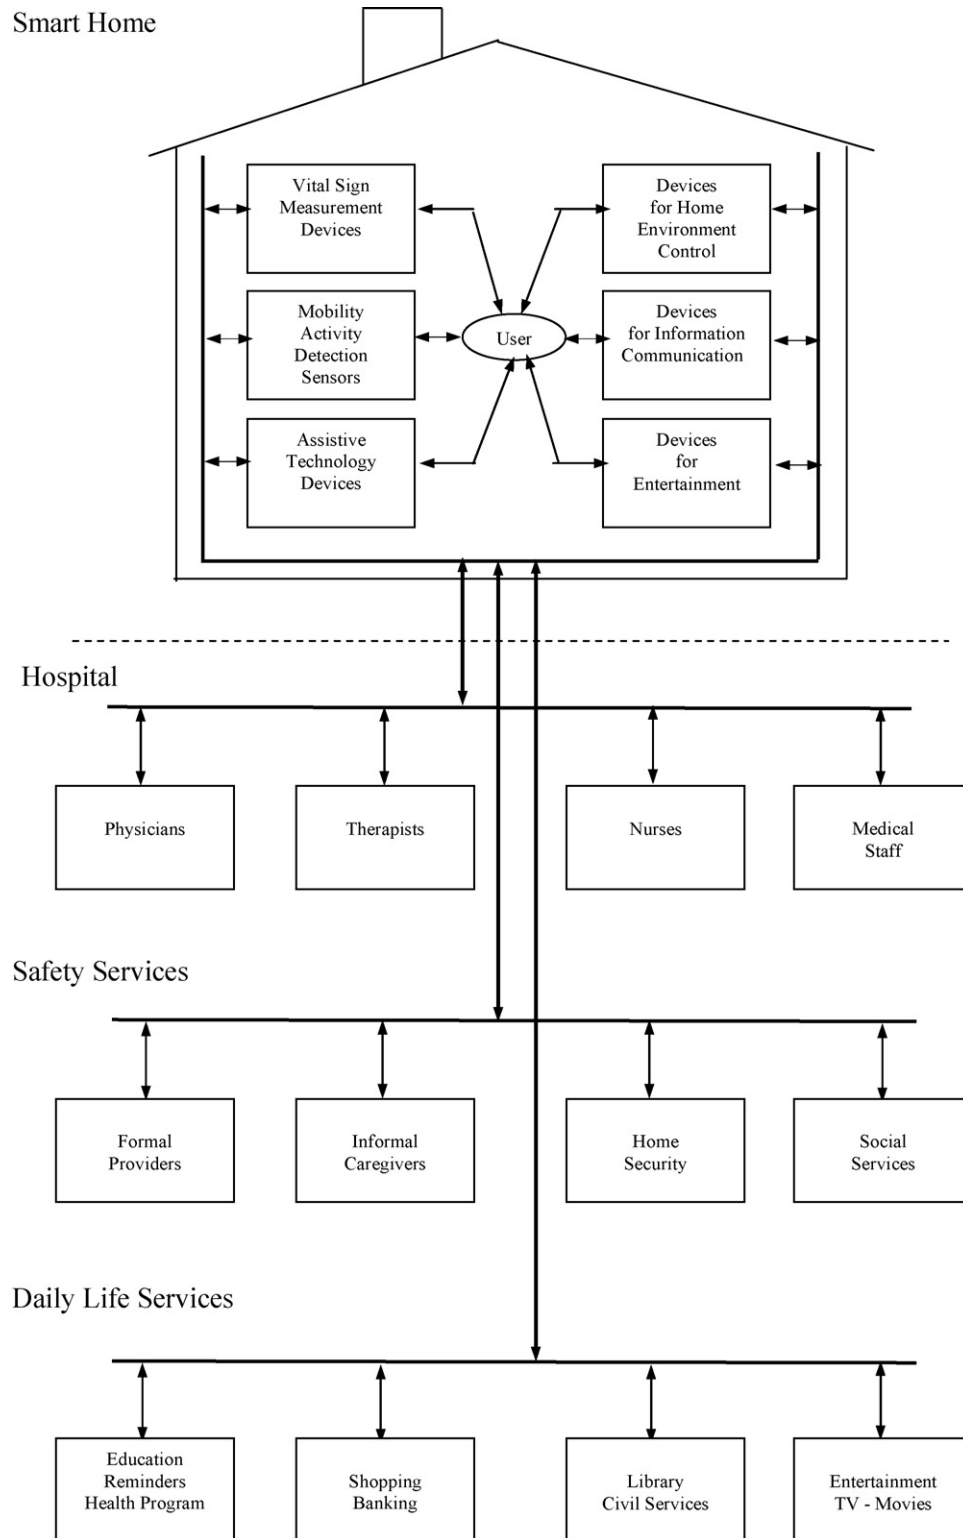 Smart Home
Vital Sign
Measurement
Devices
Devices
for Home
Environment
Control
Mobility
Activity
Detection
Sensors
User
Devices
for Information
Communication
Assistive
Technology
Devices
Devices
for
Entertainment
Hospital
Physicians
Therapists
Nurses
Medical
Staff
Safety Services
Formal
Providers
Informal
Caregivers
Home
Security
Social
Services
Daily Life Services
Education
Reminders
Health Program
Shopping
Banking
Library
Civil Services
Entertainment
TV - Movies